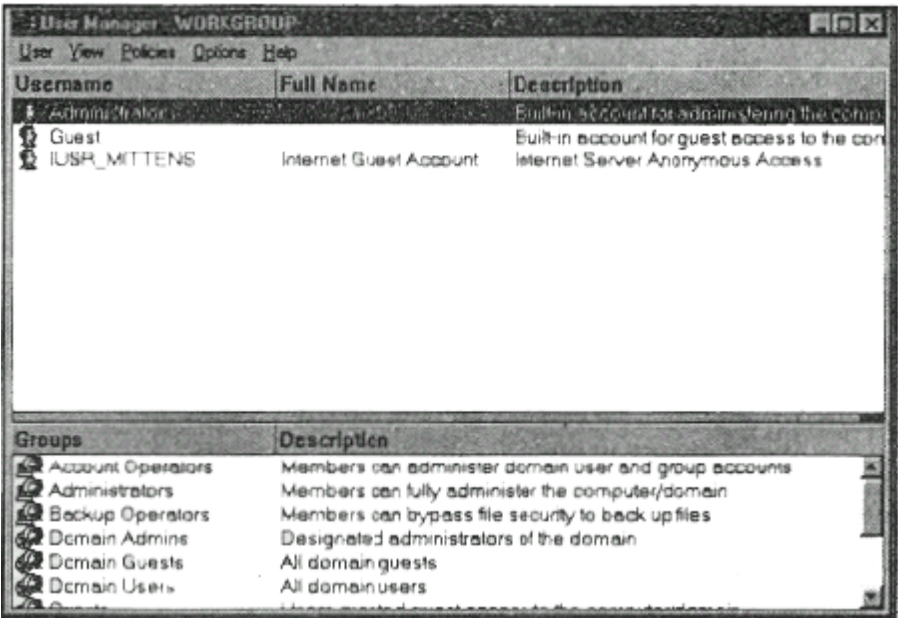 User Manager - WORKGROUP
User View Policies Options Help
Username Full Name Description
Administrator Built-in account for administering the comp
Guest Built-in account for guest access to the com
IUSR_MITTENS Internet Guest Account Internet Server Anonymous Access
Groups Description
Account Operators Members can administer domain user and group accounts
Administrators Members can fully administer the computer/domain
Backup Operators Members can bypass file security to back up files
Domain Admins Designated administrators of the domain
Domain Guests All domain guests
Domain Users All domain users